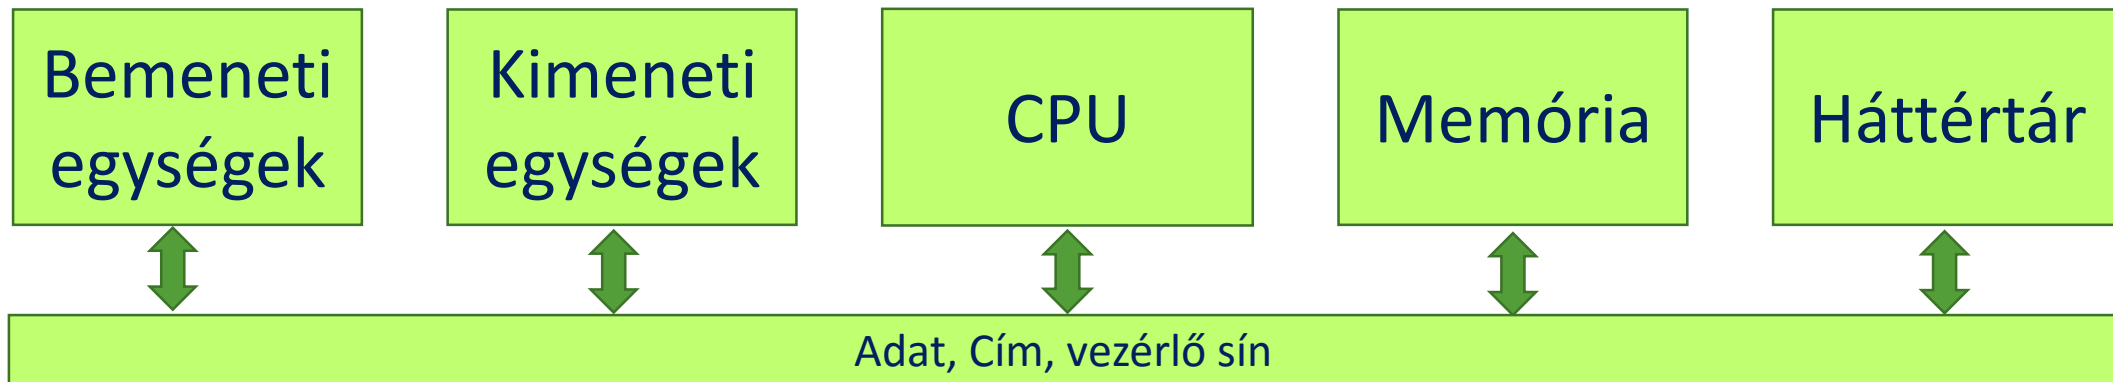 Bemeneti
egységek
Kimeneti
egységek
CPU
Memória
Háttértár
Adat, Cím, vezérlő sín